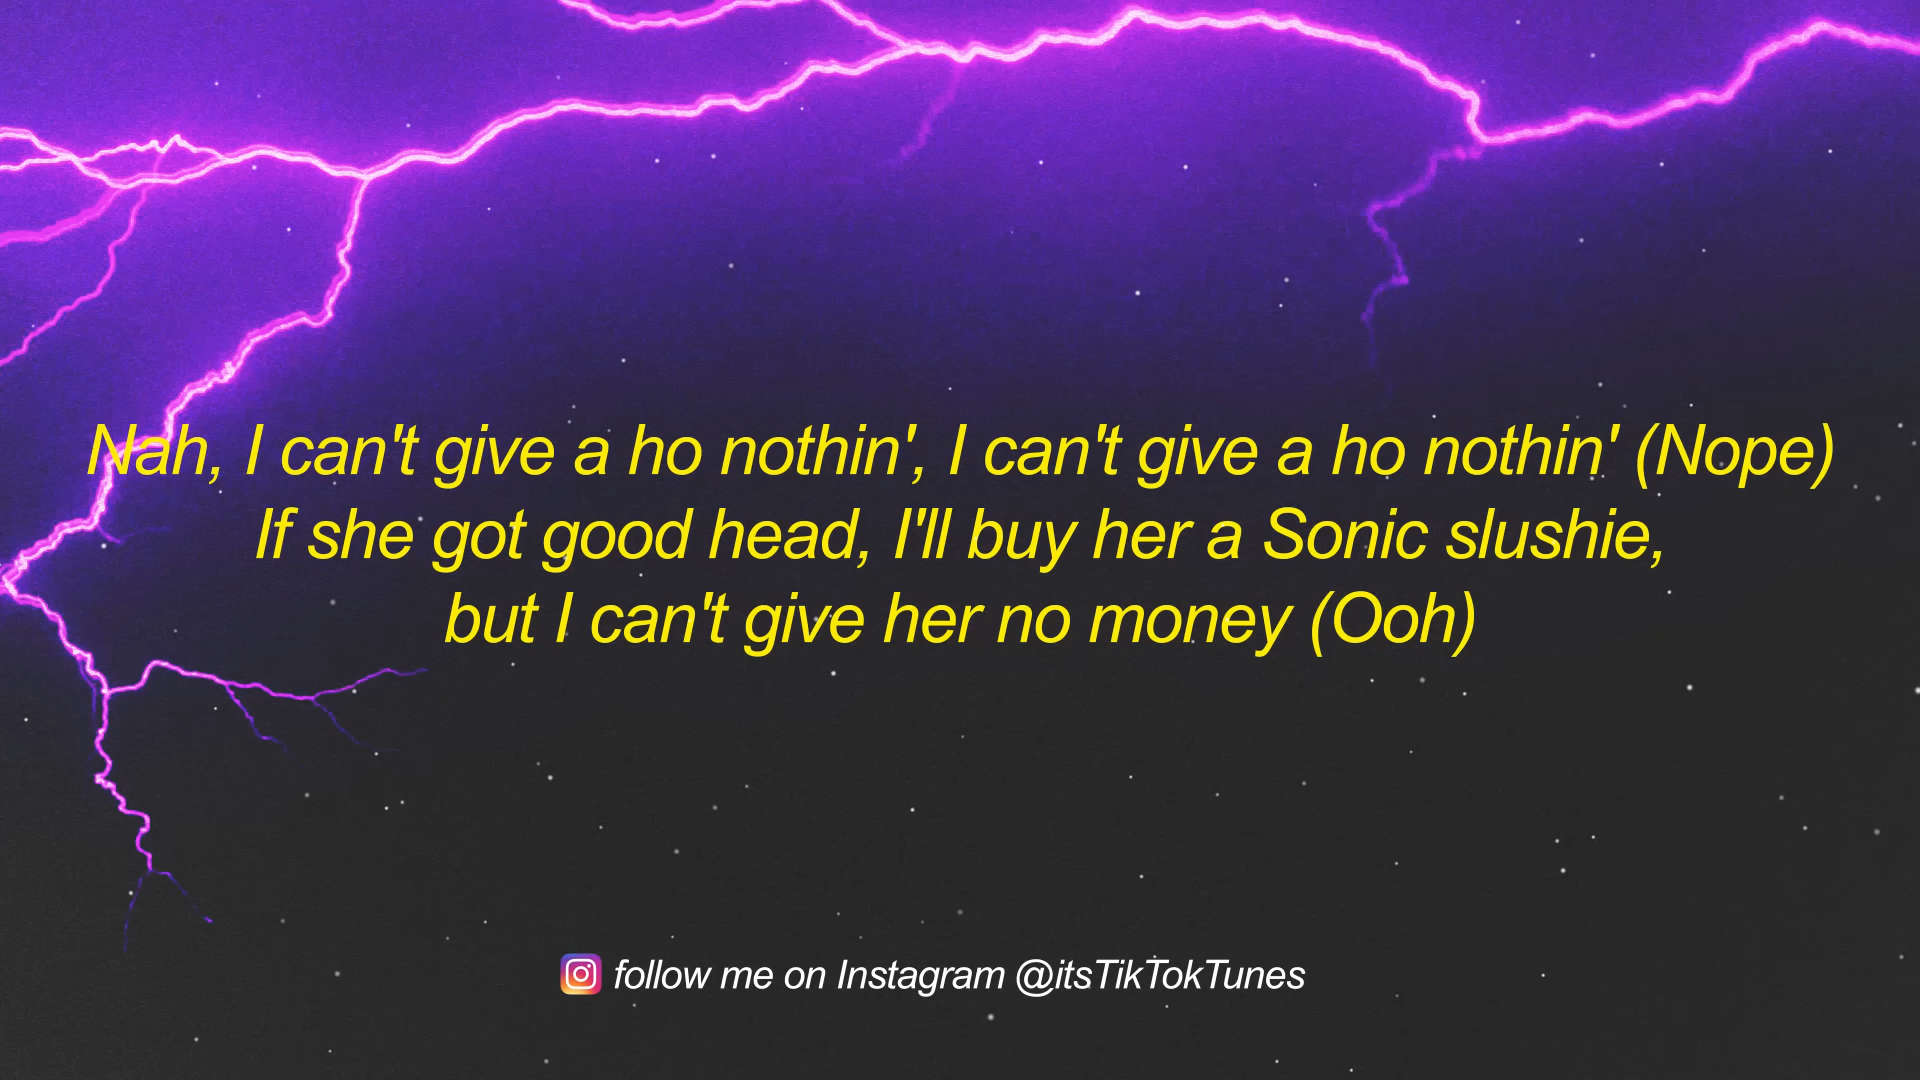 Nah, I can't give a ho nothin', I can't give a ho nothin' (Nope)
If she got good head, I'll buy her a Sonic slushie,
but I can't give her no money (Ooh)
follow me on Instagram @itsTikTokTunes